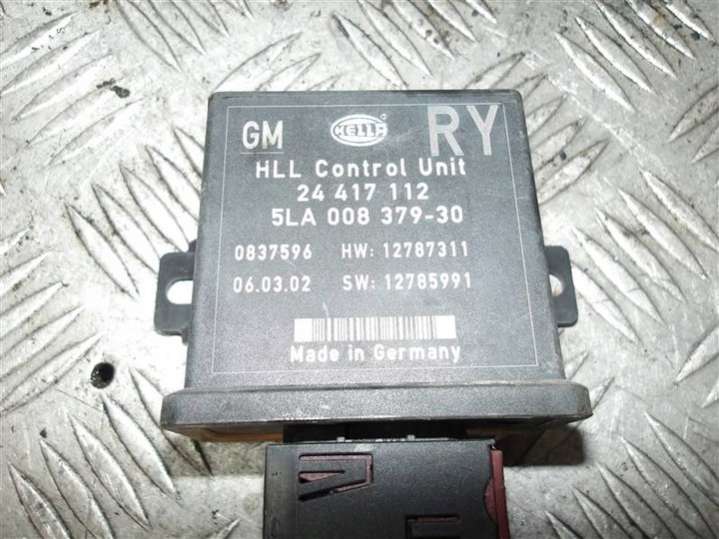 GM HELLA RY
HLL Control Unit
24 417 112
5LA 008 379-30
0837596 HW: 12787311
06.03.02 SW: 12785991
Made in Germany